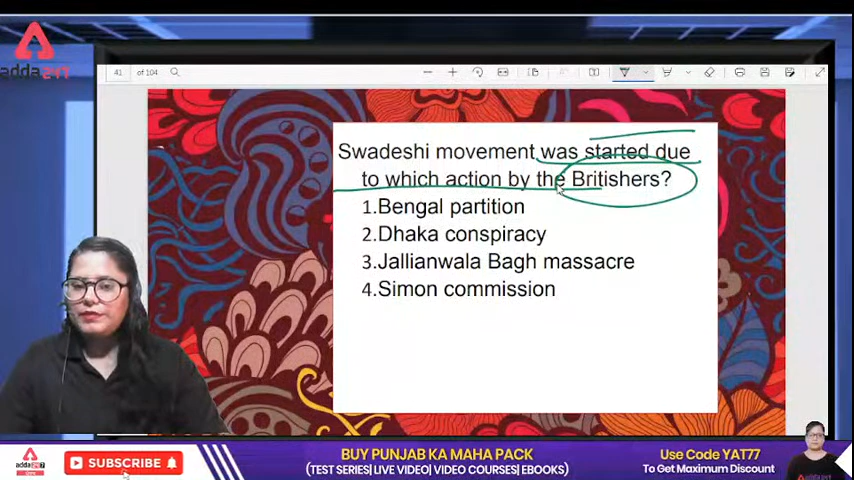 adda247
41 of 104
Swadeshi movement was started due
to which action by the Britishers?
1.Bengal partition
2.Dhaka conspiracy
3.Jallianwala Bagh massacre
4.Simon commission
adda247
SUBSCRIBE
BUY PUNJAB KA MAHA PACK
(TEST SERIES| LIVE VIDEO| VIDEO COURSES| EBOOKS)
Use Code YAT77
To Get Maximum Discount